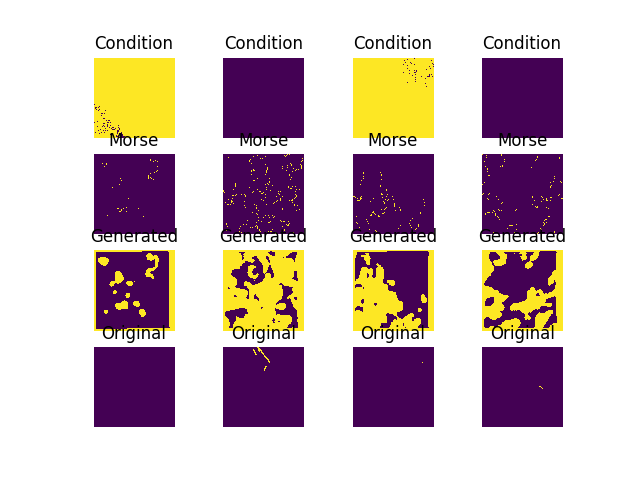 Condition Condition Condition Condition
Morse Morse Morse Morse
Generated Generated Generated Generated
Original Original Original Original